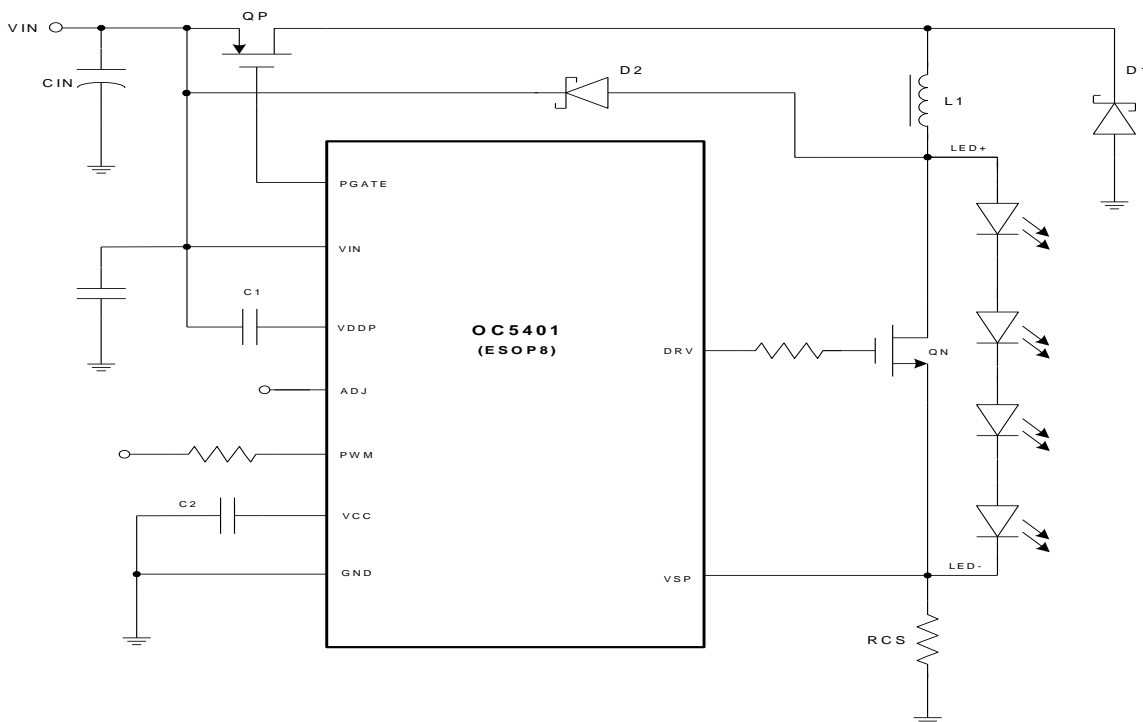 QP
VIN
CIN
D2
D1
L1
LED+
PGATE
VIN
C1
VDDP
OC5401
(ESOP8)
DRV
QN
ADJ
PWM
C2
VCC
GND
VSP
LED-
RCS